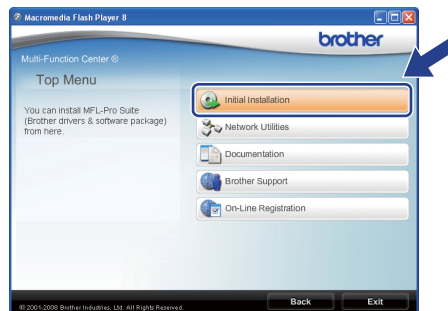 Macromedia Flash Player 8
brother
Multi-Function Center ®
Top Menu
You can install MFL-Pro Suite
(Brother drivers & software package)
from here.
Initial Installation
Network Utilities
Documentation
Brother Support
On-Line Registration
Back
Exit
© 2001-2008 Brother Industries, Ltd. All Rights Reserved.